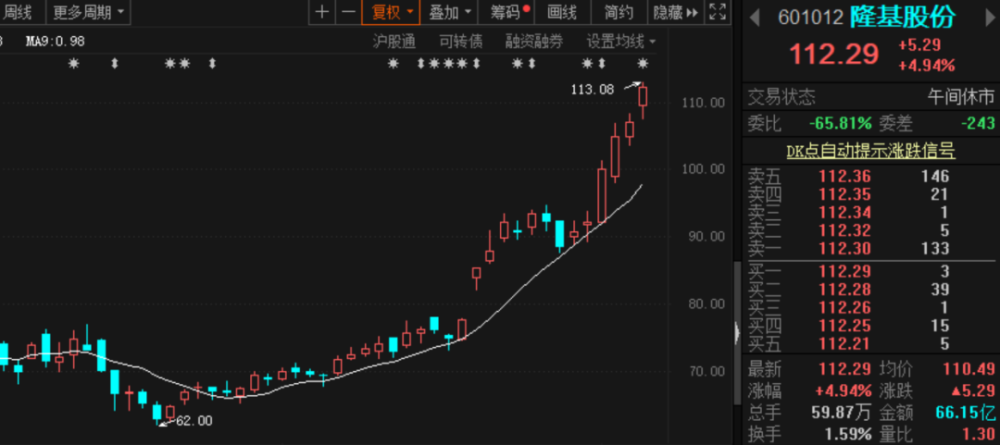 周线 更多周期 复权 叠加 筹码 画线 简约 隐藏
601012 隆基股份
3 MA9:0.98
沪股通 可转债 融资融券 设置均线
112.29 +5.29
+4.94%
113.08
110.00
100.00
90.00
80.00
70.00
62.00
交易状态 午间休市
委比 -65.81% 委差 -243
DK点自动提示涨跌信号
卖五 112.36 146
卖四 112.35 21
卖三 112.34 1
卖二 112.32 5
卖一 112.30 133
买一 112.29 3
买二 112.28 39
买三 112.26 1
买四 112.25 15
买五 112.21 5
最新 112.29 均价 110.49
涨幅 +4.94% 涨跌 ▲5.29
总手 59.87万 金额 66.15亿
换手 1.59% 量比 1.30